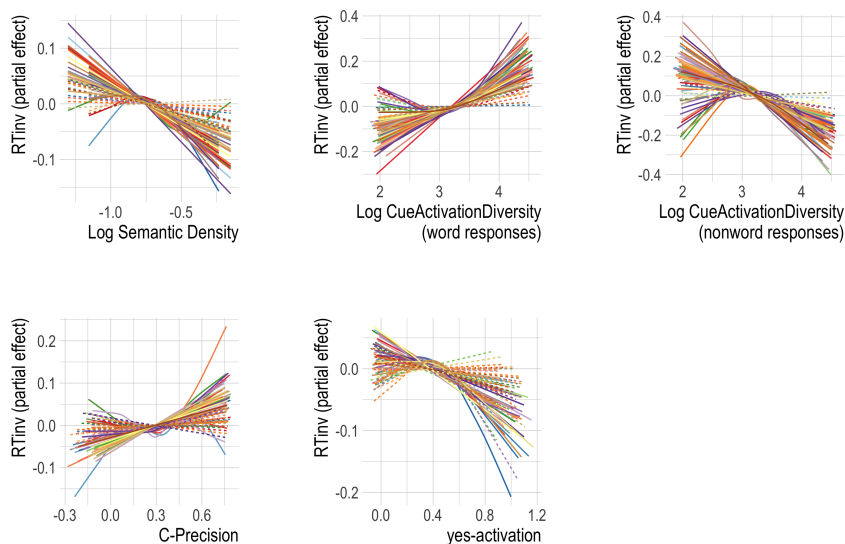 RTinv (partial effect)
0.1
0.0
-0.1
-1.0 -0.5
Log Semantic Density
RTinv (partial effect)
0.4
0.2
0.0
-0.2
2 3 4
Log CueActivationDiversity
(word responses)
RTinv (partial effect)
0.4
0.2
0.0
-0.2
-0.4
2 3 4
Log CueActivationDiversity
(nonword responses)
RTinv (partial effect)
0.2
0.1
0.0
-0.1
-0.3 0.0 0.3 0.6
C-Precision
RTinv (partial effect)
0.0
-0.1
-0.2
0.0 0.4 0.8 1.2
yes-activation